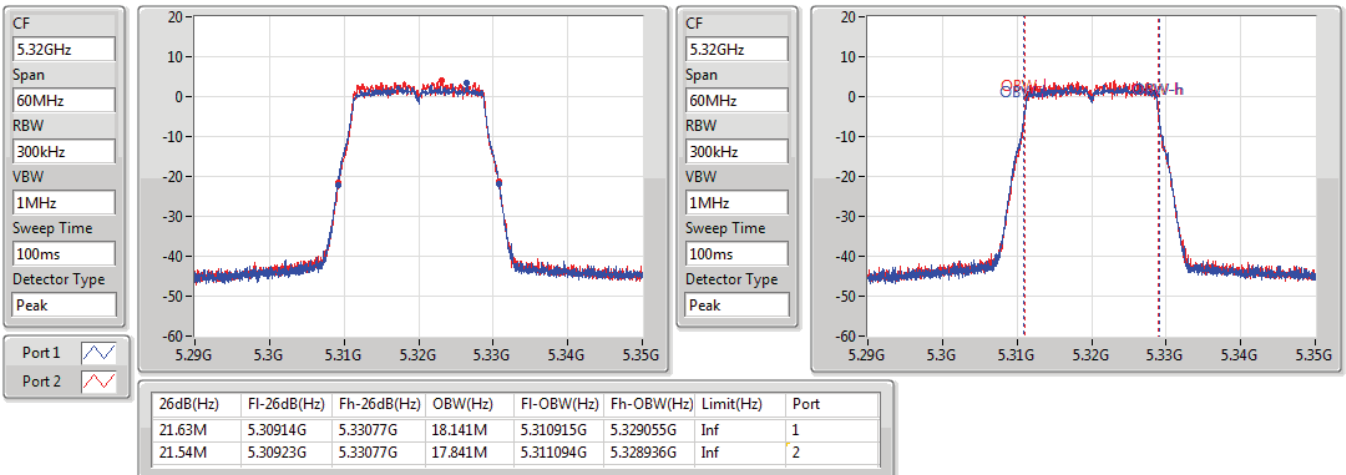 CF
5.32GHz
Span
60MHz
RBW
300kHz
VBW
1MHz
Sweep Time
100ms
Detector Type
Peak
Port 1
Port 2
20
10
0
-10
-20
-30
-40
-50
-60
5.29G 5.3G 5.31G 5.32G 5.33G 5.34G 5.35G
CF
5.32GHz
Span
60MHz
RBW
300kHz
VBW
1MHz
Sweep Time
100ms
Detector Type
Peak
20
10
0
-10
-20
-30
-40
-50
-60
5.29G 5.3G 5.31G 5.32G 5.33G 5.34G 5.35G
26dB(Hz) Fl-26dB(Hz) Fh-26dB(Hz) OBW(Hz) Fl-OBW(Hz) Fh-OBW(Hz) Limit(Hz) Port
21.63M 5.30914G 5.33077G 18.141M 5.310915G 5.329055G Inf 1
21.54M 5.30923G 5.33077G 17.841M 5.311094G 5.328936G Inf 2